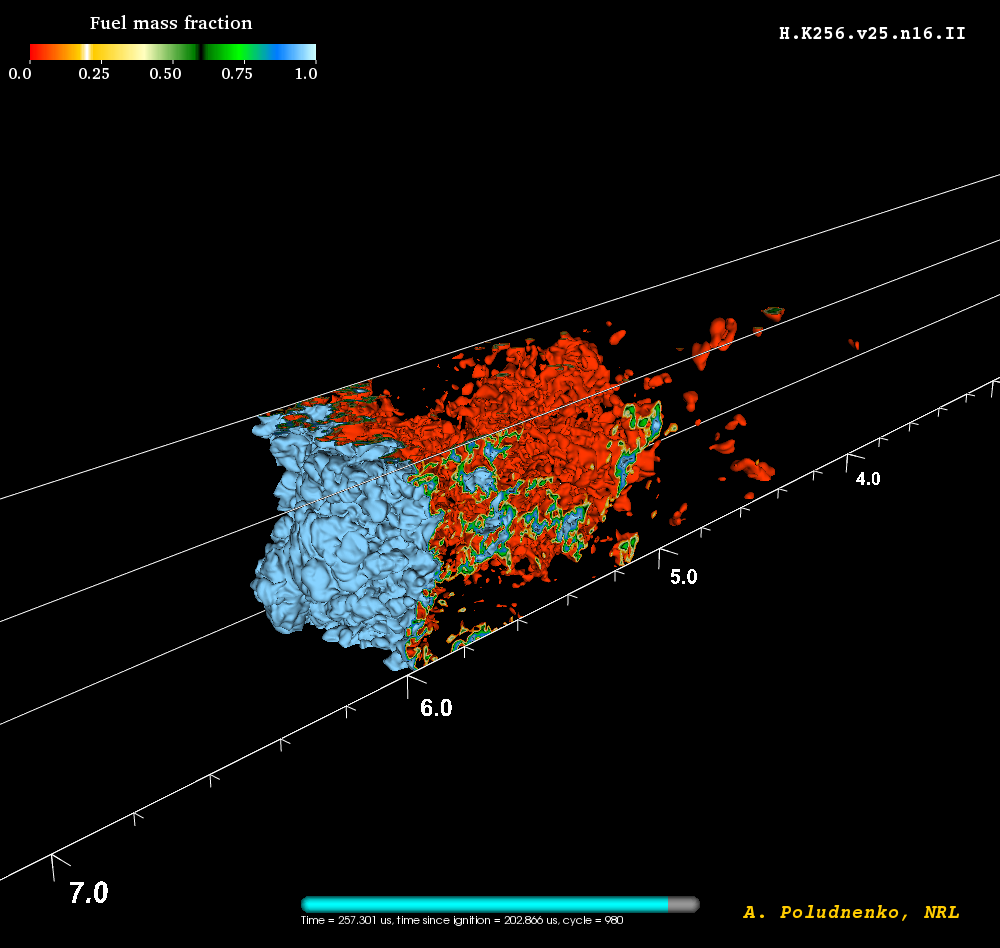 Fuel mass fraction
H.K256.v25.n16.II
0.0 0.25 0.50 0.75 1.0
4.0
5.0
6.0
7.0
Time = 257.301 us, time since ignition = 202.866 us, cycle = 980
A. Poludnenko, NRL